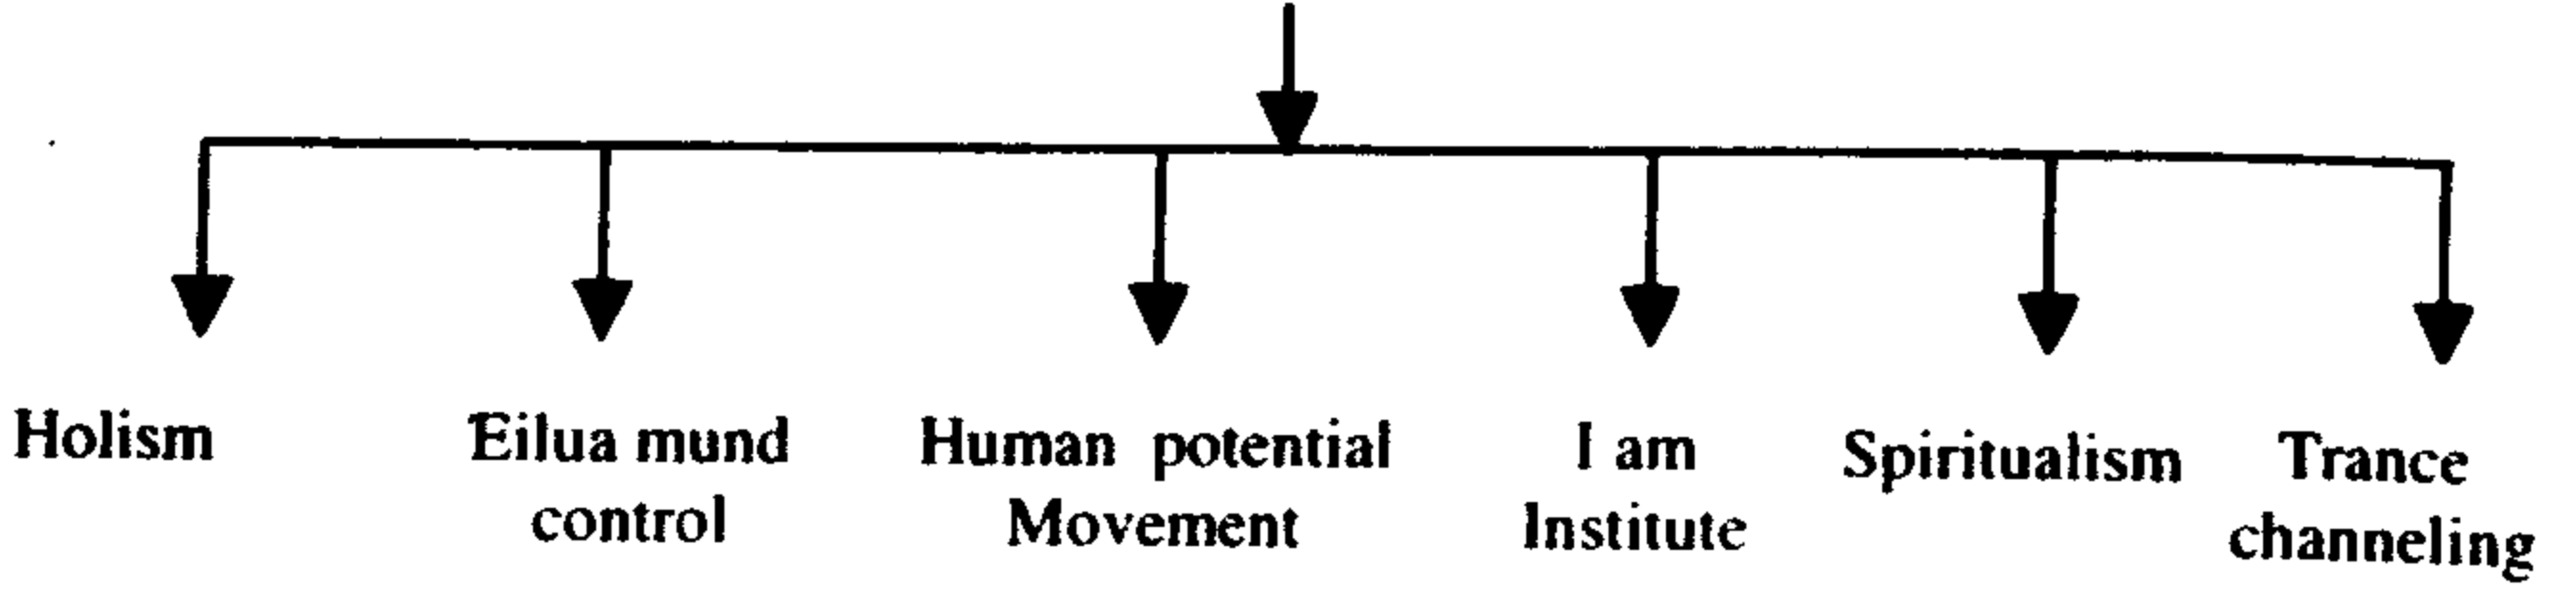 Holism
Eilua mund
control
Human potential
Movement
I am
Institute
Spiritualism
Trance
channeling